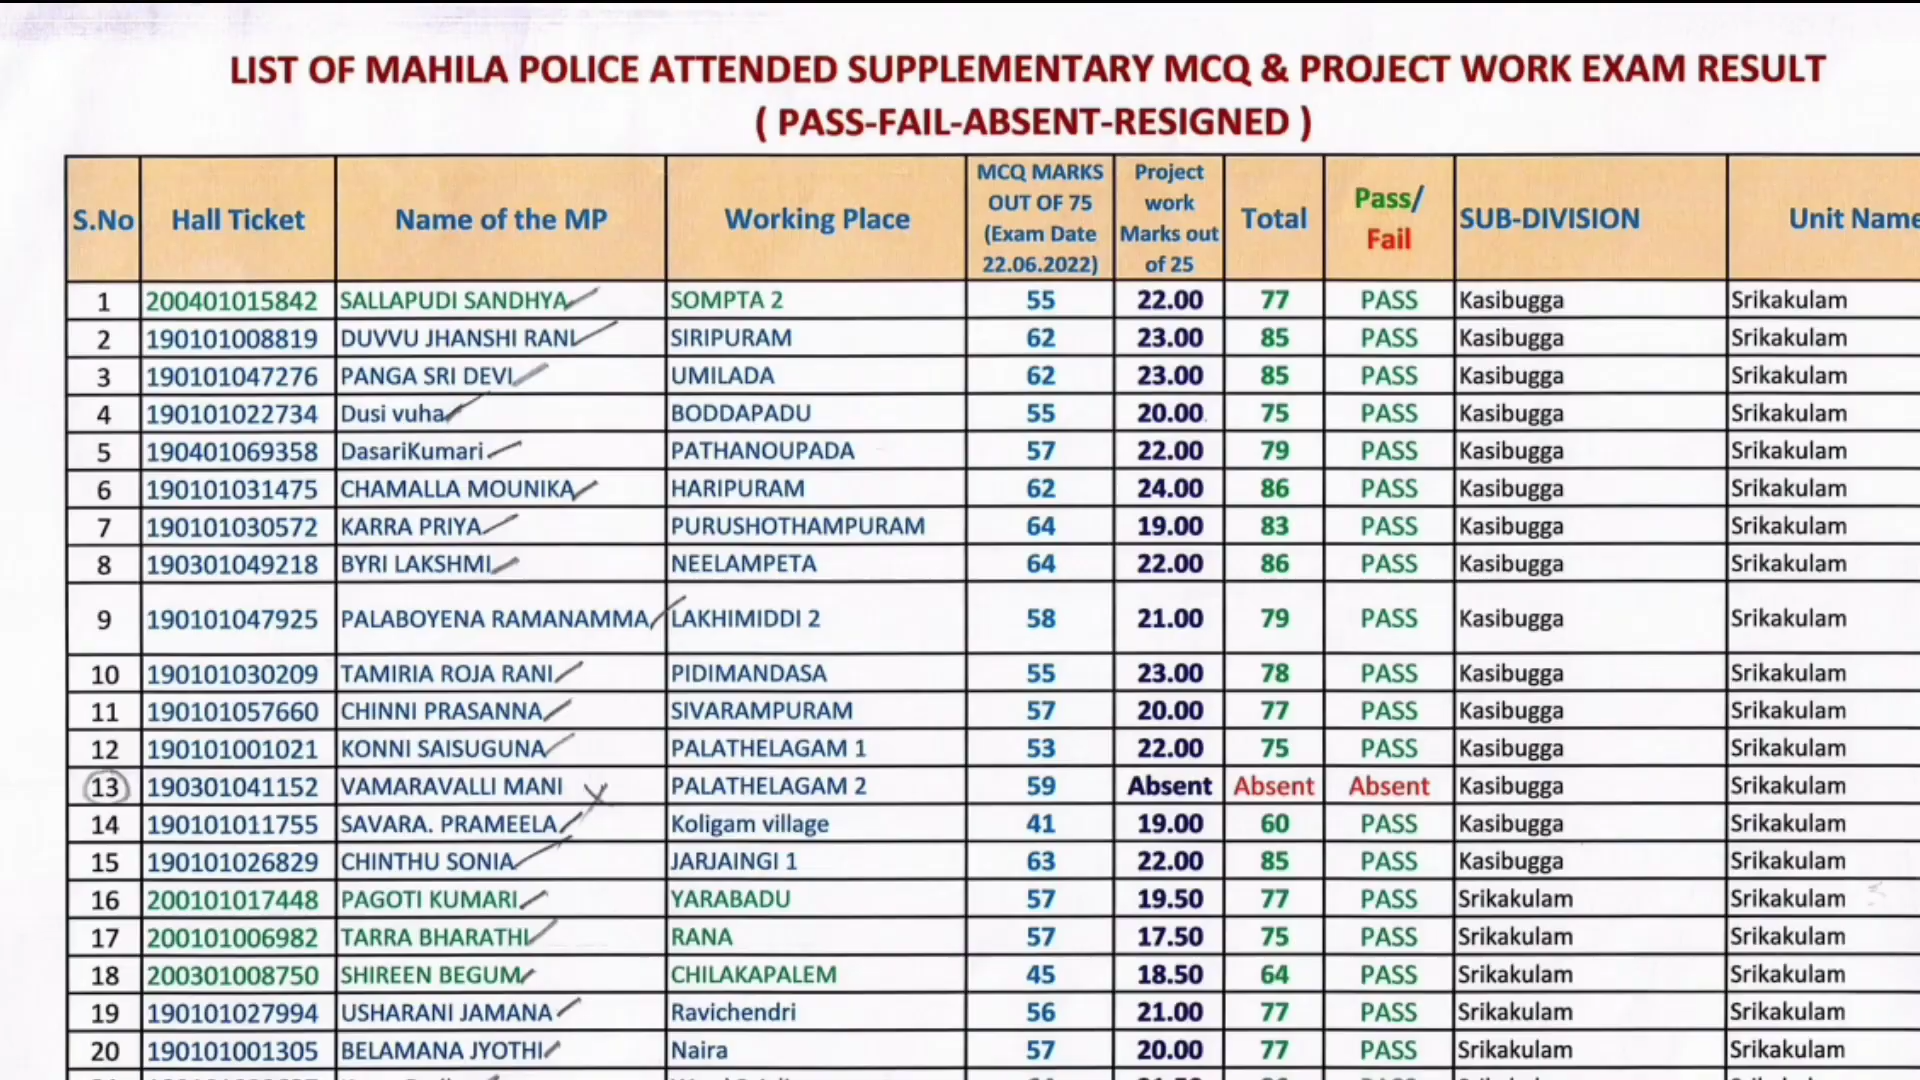 LIST OF MAHILA POLICE ATTENDED SUPPLEMENTARY MCQ & PROJECT WORK EXAM RESULT
( PASS-FAIL-ABSENT-RESIGNED )
S.No Hall Ticket Name of the MP Working Place MCQ MARKS OUT OF 75 (Exam Date 22.06.2022) Project work Marks out of 25 Total Pass/ Fail SUB-DIVISION Unit Name
1 200401015842 SALLAPUDI SANDHYA SOMPTA 2 55 22.00 77 PASS Kasibugga Srikakulam
2 190101008819 DUVVU JHANSHI RANI SIRIPURAM 62 23.00 85 PASS Kasibugga Srikakulam
3 190101047276 PANGA SRI DEVI UMILADA 62 23.00 85 PASS Kasibugga Srikakulam
4 190101022734 Dusi vuha BODDAPADU 55 20.00 75 PASS Kasibugga Srikakulam
5 190401069358 DasariKumari PATHANOUPADA 57 22.00 79 PASS Kasibugga Srikakulam
6 190101031475 CHAMALLA MOUNIKA HARIPURAM 62 24.00 86 PASS Kasibugga Srikakulam
7 190101030572 KARRA PRIYA PURUSHOTHAMPURAM 64 19.00 83 PASS Kasibugga Srikakulam
8 190301049218 BYRI LAKSHMI NEELAMPETA 64 22.00 86 PASS Kasibugga Srikakulam
9 190101047925 PALABOYENA RAMANAMMA LAKHIMIDDI 2 58 21.00 79 PASS Kasibugga Srikakulam
10 190101030209 TAMIRIA ROJA RANI PIDIMANDASA 55 23.00 78 PASS Kasibugga Srikakulam
11 190101057660 CHINNI PRASANNA SIVARAMPURAM 57 20.00 77 PASS Kasibugga Srikakulam
12 190101001021 KONNI SAISUGUNA PALATHELAGAM 1 53 22.00 75 PASS Kasibugga Srikakulam
13 190301041152 VAMARAVALLI MANI PALATHELAGAM 2 59 Absent Absent Absent Kasibugga Srikakulam
14 190101011755 SAVARA. PRAMEELA Koligam village 41 19.00 60 PASS Kasibugga Srikakulam
15 190101026829 CHINTHU SONIA JARJAINGI 1 63 22.00 85 PASS Kasibugga Srikakulam
16 200101017448 PAGOTI KUMARI YARABADU 57 19.50 77 PASS Srikakulam Srikakulam
17 200101006982 TARRA BHARATHI RANA 57 17.50 75 PASS Srikakulam Srikakulam
18 200301008750 SHIREEN BEGUM CHILAKAPALEM 45 18.50 64 PASS Srikakulam Srikakulam
19 190101027994 USHARANI JAMANA Ravichendri 56 21.00 77 PASS Srikakulam Srikakulam
20 190101001305 BELAMANA JYOTHI Naira 57 20.00 77 PASS Srikakulam Srikakulam